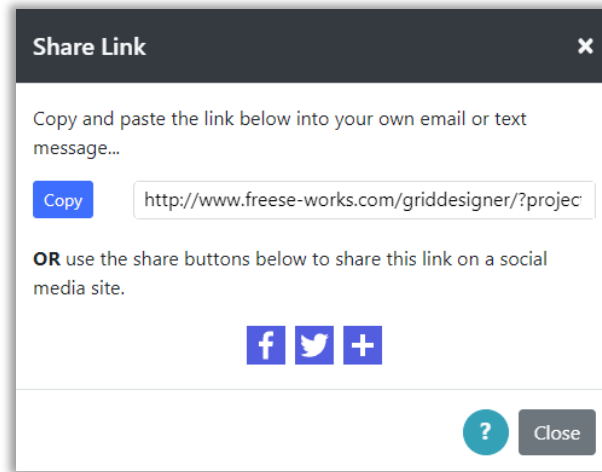 Share Link ×
Copy and paste the link below into your own email or text
message...
Copy http://www.freese-works.com/griddesigner/?projec
OR use the share buttons below to share this link on a social
media site.
? Close